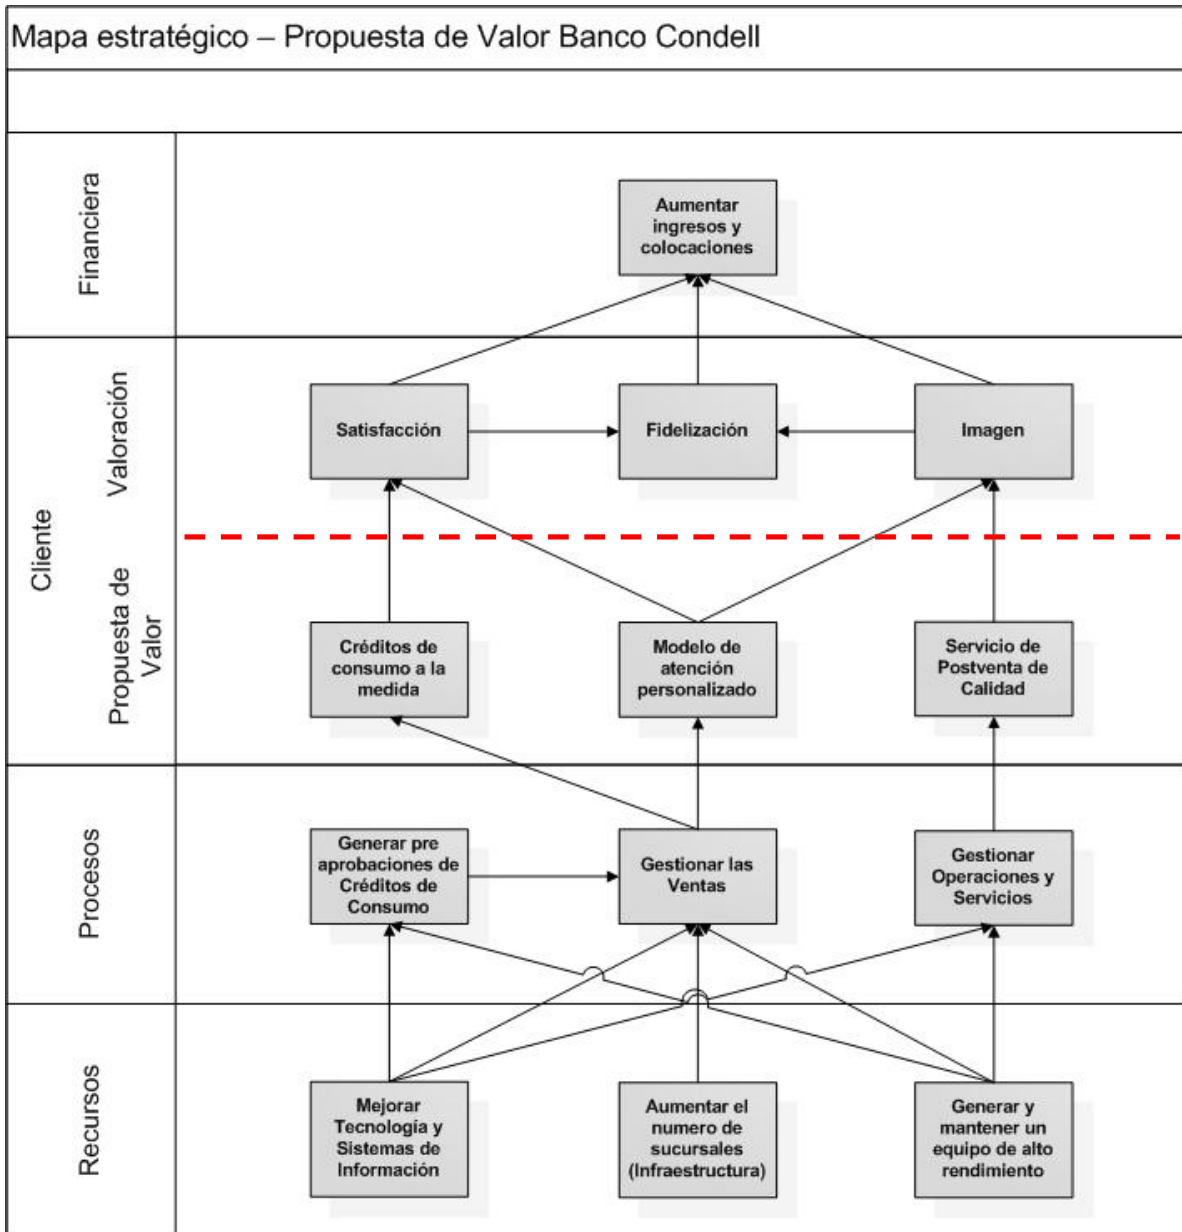 Mapa estratégico – Propuesta de Valor Banco Condell
Financiera
Aumentar
ingresos y
colocaciones
Cliente
Valoración
Satisfacción
Fidelización
Imagen
Propuesta de
Valor
Créditos de
consumo a la
medida
Modelo de
atención
personalizado
Servicio de
Postventa de
Calidad
Procesos
Generar pre
aprobaciones de
Créditos de
Consumo
Gestionar las
Ventas
Gestionar
Operaciones y
Servicios
Recursos
Mejorar
Tecnología y
Sistemas de
Información
Aumentar el
numero de
sucursales
(Infraestructura)
Generar y
mantener un
equipo de alto
rendimiento